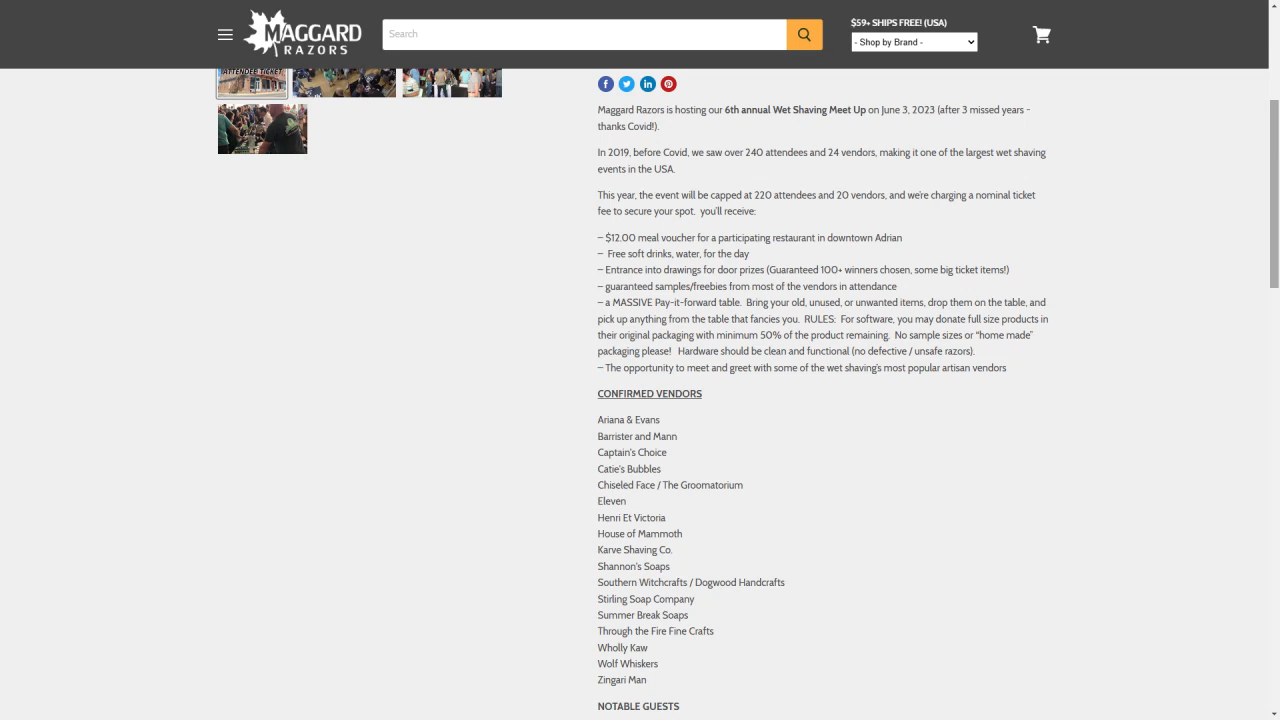 MAGGARD
RAZORS
Search
$59+ SHIPS FREE! (USA)
- Shop by Brand -
ATTENDEE TICKET
Maggard Razors is hosting our 6th annual Wet Shaving Meet Up on June 3, 2023 (after 3 missed years -
thanks Covid!).
In 2019, before Covid, we saw over 240 attendees and 24 vendors, making it one of the largest wet shaving
events in the USA.
This year, the event will be capped at 220 attendees and 20 vendors, and we're charging a nominal ticket
fee to secure your spot.  you'll receive:
– $12.00 meal voucher for a participating restaurant in downtown Adrian
–  Free soft drinks, water, for the day
– Entrance into drawings for door prizes (Guaranteed 100+ winners chosen, some big ticket items!)
– guaranteed samples/freebies from most of the vendors in attendance
– a MASSIVE Pay-it-forward table.  Bring your old, unused, or unwanted items, drop them on the table, and
pick up anything from the table that fancies you.  RULES:  For software, you may donate full size products in
their original packaging with minimum 50% of the product remaining.  No sample sizes or “home made”
packaging please!   Hardware should be clean and functional (no defective / unsafe razors).
– The opportunity to meet and greet with some of the wet shaving's most popular artisan vendors
CONFIRMED VENDORS
Ariana & Evans
Barrister and Mann
Captain's Choice
Catie's Bubbles
Chiseled Face / The Groomatorium
Eleven
Henri Et Victoria
House of Mammoth
Karve Shaving Co.
Shannon's Soaps
Southern Witchcrafts / Dogwood Handcrafts
Stirling Soap Company
Summer Break Soaps
Through the Fire Fine Crafts
Wholly Kaw
Wolf Whiskers
Zingari Man
NOTABLE GUESTS